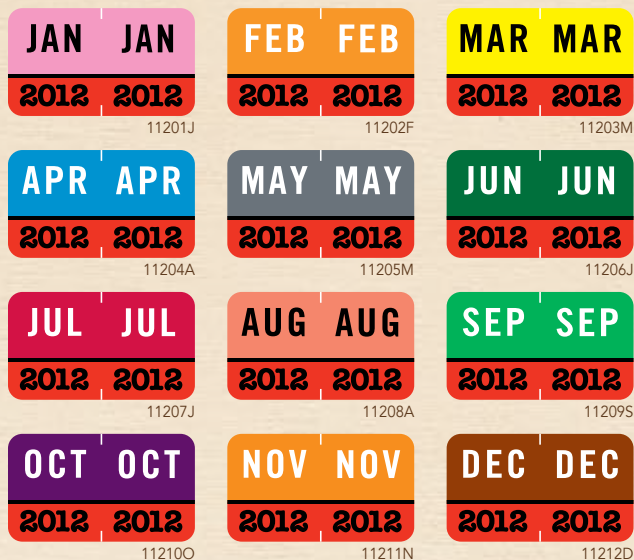 JAN JAN FEB FEB MAR MAR
2012 2012 2012 2012 2012 2012
11201J 11202F 11203M
APR APR MAY MAY JUN JUN
2012 2012 2012 2012 2012 2012
11204A 11205M 11206J
JUL JUL AUG AUG SEP SEP
2012 2012 2012 2012 2012 2012
11207J 11208A 11209S
OCT OCT NOV NOV DEC DEC
2012 2012 2012 2012 2012 2012
11210O 11211N 11212D